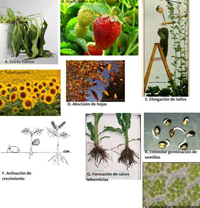 A. Estrés hídrico
C. Fototropismo
D. Abscisión de hojas
E. Elongación de tallos
F. Activación de
crecimiento
G. Formación de raíces
adventicias
H. Estimular germinación de
semillas